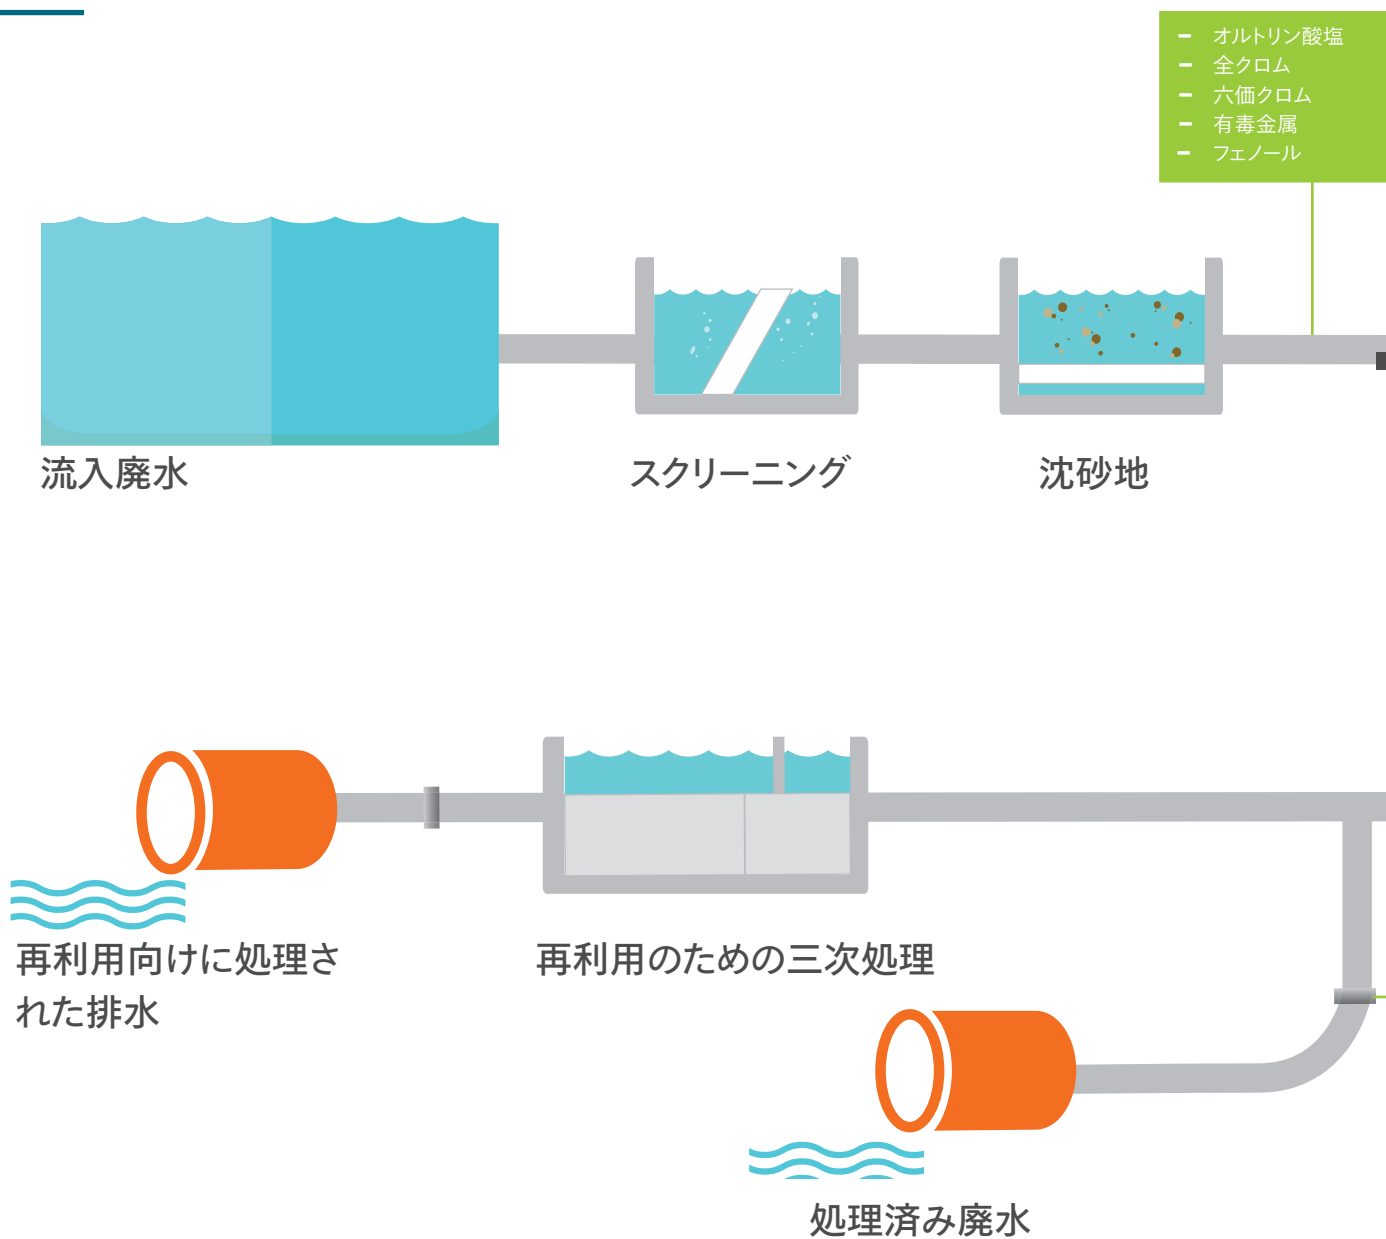 - オルトリン酸塩
- 全クロム
- 六価クロム
- 有毒金属
- フェノール
流入廃水
スクリーニング
沈砂地
再利用向けに処理さ
れた排水
再利用のための三次処理
処理済み廃水